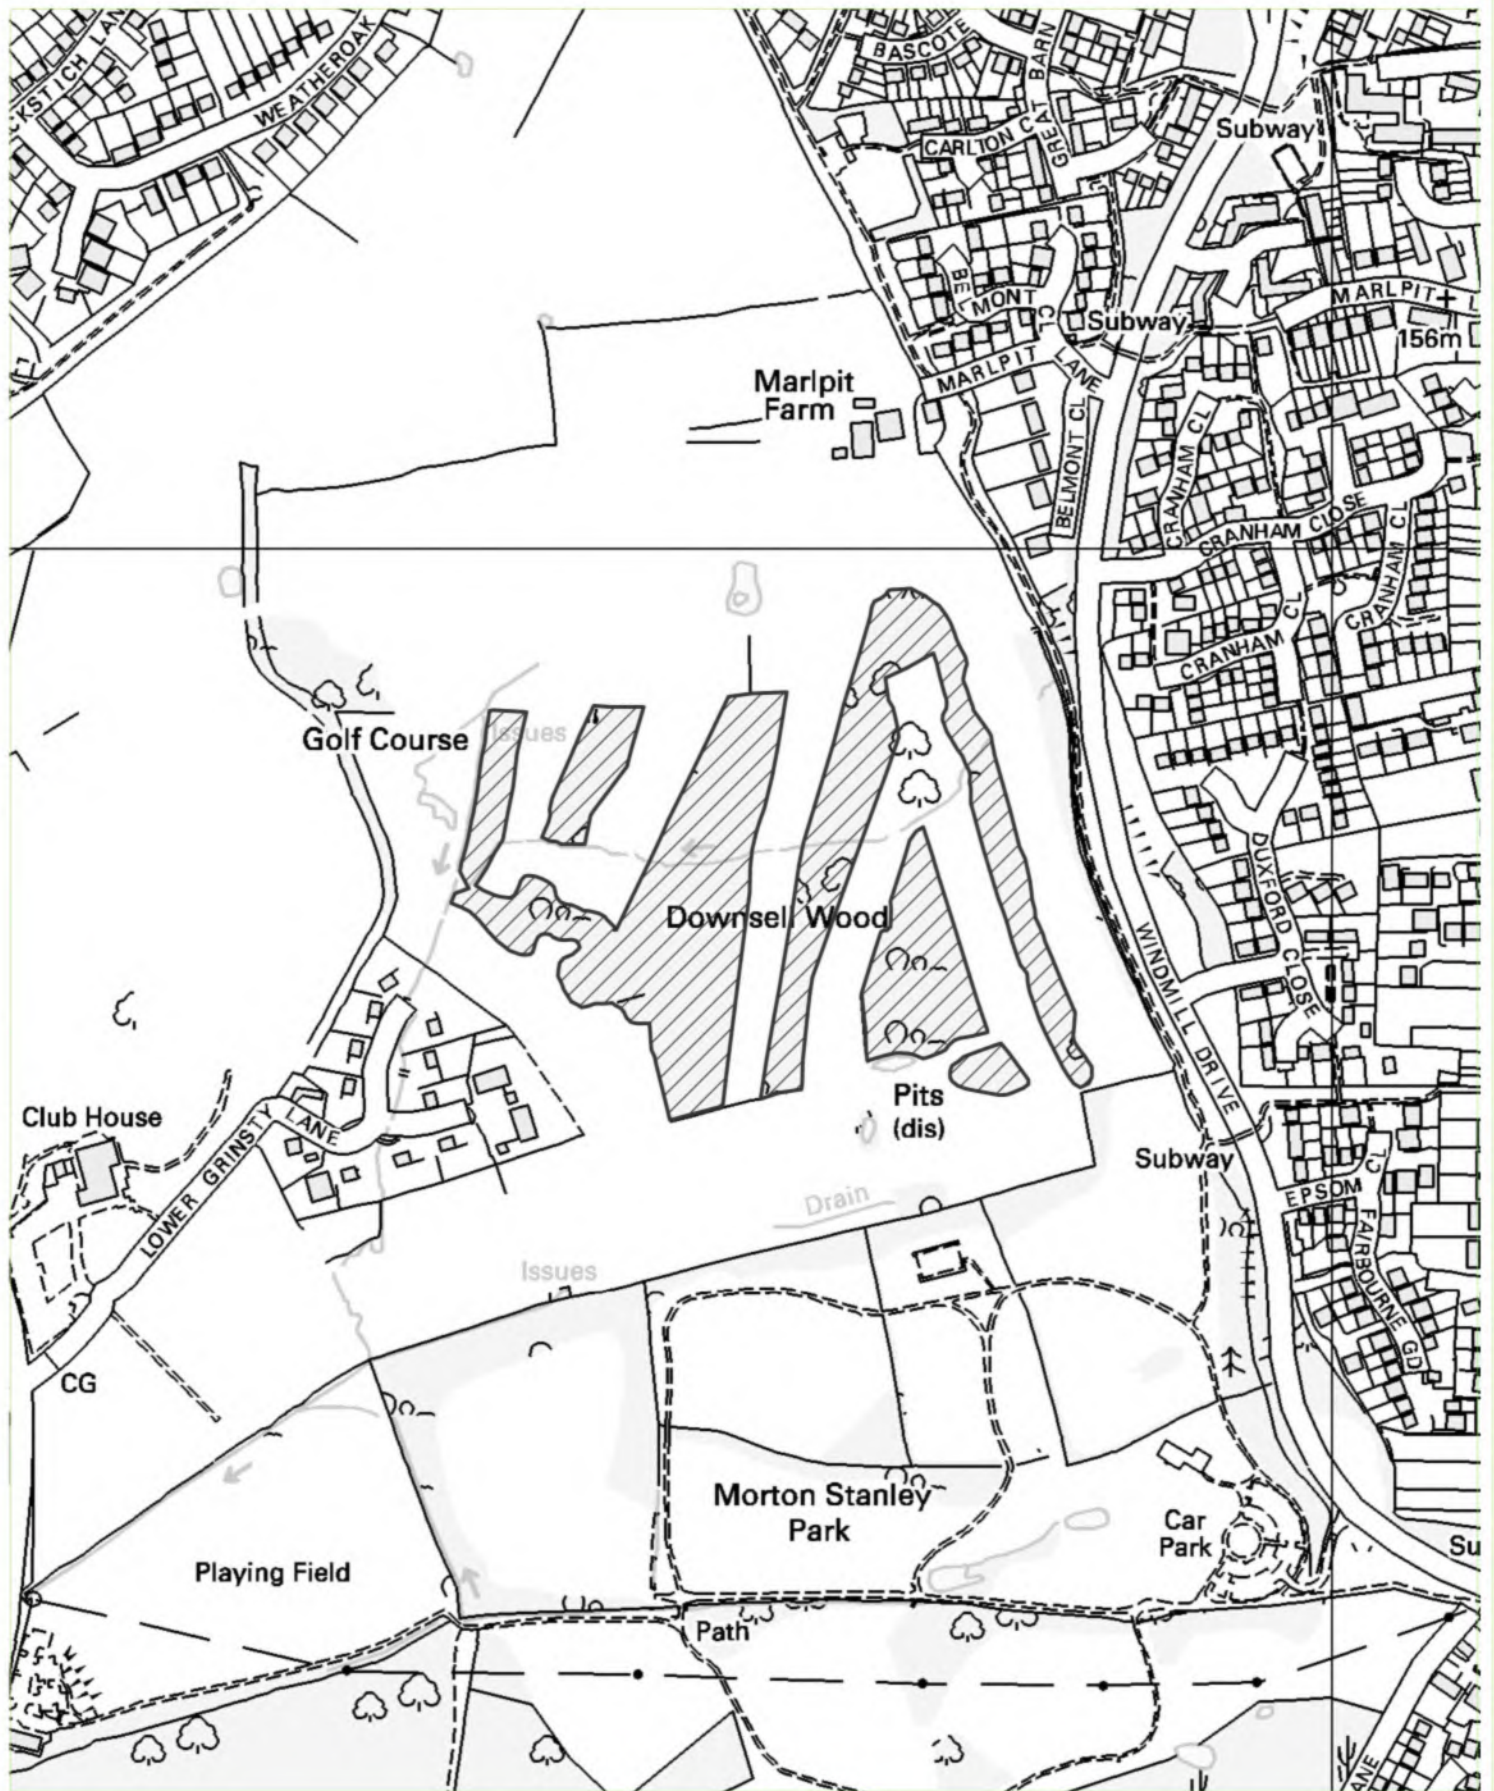 BASCOTE
WEATHEROAK
GREAT BARN
CARLTON CL
Subway
BELMONT CL
MARLPIT
Subway
156m
Marlpit
Farm
MARLPIT LANE
BELMONT CL
CRANHAM CL
CRANHAM CLOSE
CRANHAM CL
CRANHAM CL
CRANHAM CL
Golf Course
Issues
Downsell Wood
DUXFORD CLOSE
WINDMILL DRIVE
Club House
LOWER GRINSTY LANE
Pits
(dis)
Subway
EPSOM CL
Drain
FAIRBOURNE GD
Issues
CG
Morton Stanley
Park
Car
Park
Playing Field
Path